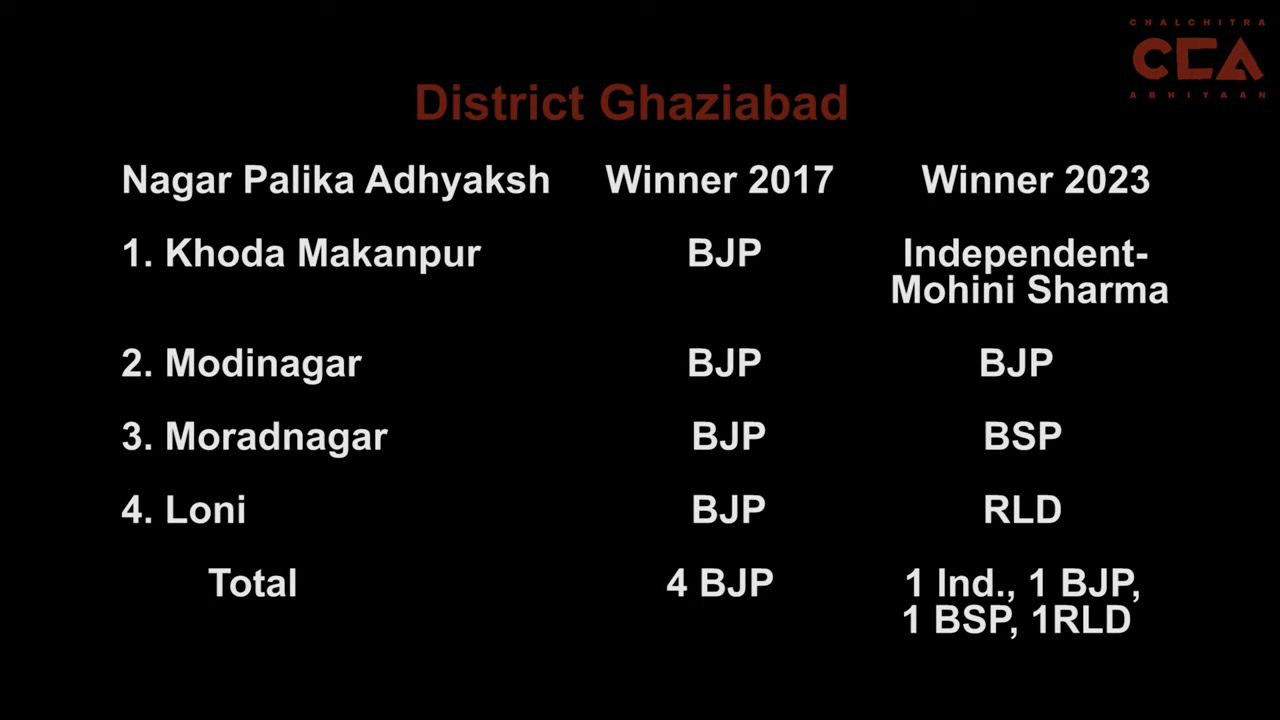 CHALCHITRA
CCA
ABHIYAAN
District Ghaziabad
Nagar Palika Adhyaksh Winner 2017 Winner 2023
1. Khoda Makanpur BJP Independent-
Mohini Sharma
2. Modinagar BJP BJP
3. Moradnagar BJP BSP
4. Loni BJP RLD
Total 4 BJP 1 Ind., 1 BJP,
1 BSP, 1RLD